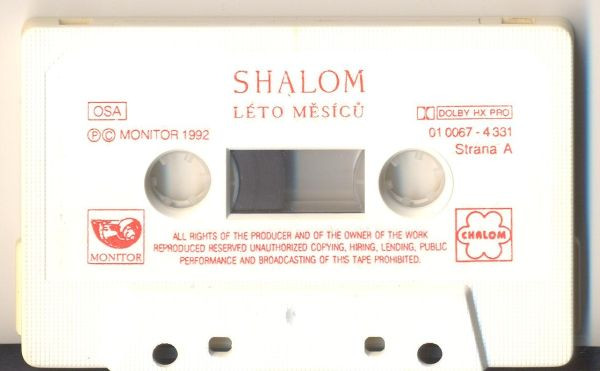 SHALOM
LÉTO MĚSÍCŮ
OSA
DOLBY HX PRO
℗© MONITOR 1992
01 0067 - 4 331
Strana A
ALL RIGHTS OF THE PRODUCER AND OF THE OWNER OF THE WORK
REPRODUCED RESERVED UNAUTHORIZED COPYING, HIRING, LENDING, PUBLIC
PERFORMANCE AND BROADCASTING OF THIS TAPE PROHIBITED.
MONITOR
CHALOM